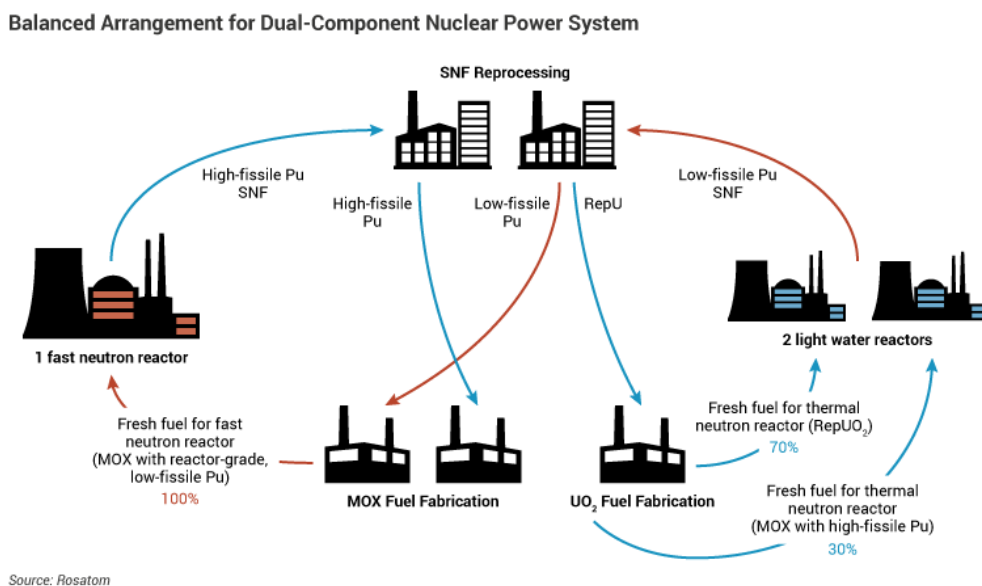 Balanced Arrangement for Dual-Component Nuclear Power System
SNF Reprocessing
High-fissile Pu
SNF
High-fissile
Pu
Low-fissile
Pu
RepU
Low-fissile Pu
SNF
1 fast neutron reactor
2 light water reactors
Fresh fuel for fast
neutron reactor
(MOX with reactor-grade,
low-fissile Pu)
100%
MOX Fuel Fabrication
UO₂ Fuel Fabrication
Fresh fuel for thermal
neutron reactor (RepUO₂)
70%
Fresh fuel for thermal
neutron reactor
(MOX with high-fissile Pu)
30%
Source: Rosatom